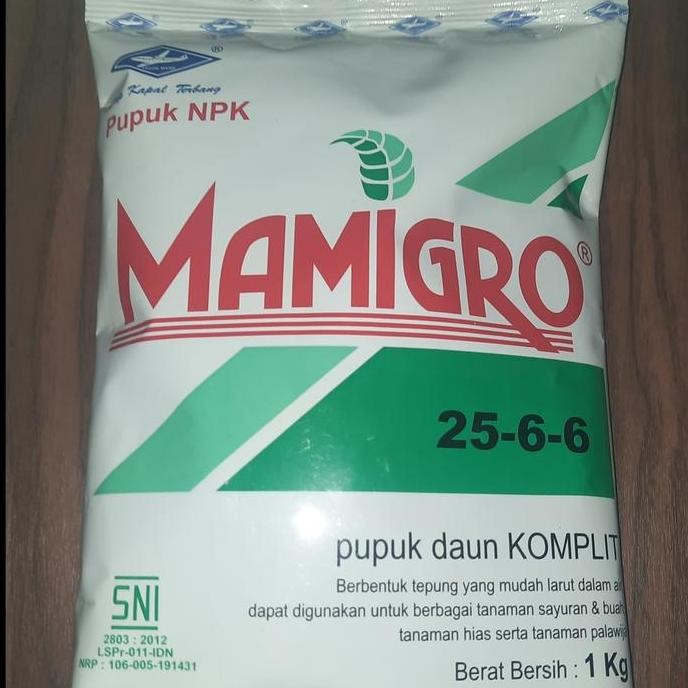 Kapal Terbang
Pupuk NPK
MAMIGRO®
25-6-6
pupuk daun KOMPLIT
Berbentuk tepung yang mudah larut dalam
dapat digunakan untuk berbagai tanaman sayuran & buah
tanaman hias serta tanaman palawija
Berat Bersih : 1 Kg
SNI
2803 : 2012
LSPr-011-IDN
NRP : 106-005-191431